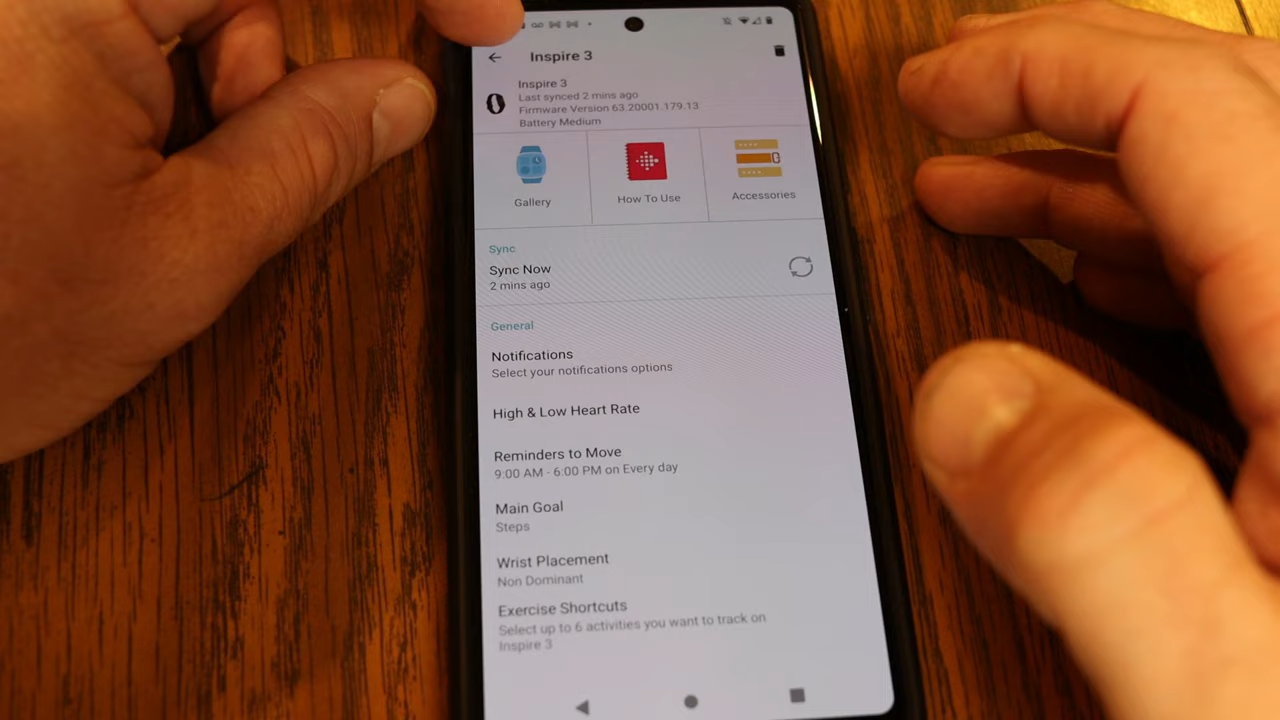 Inspire 3
Inspire 3
Last synced 2 mins ago
Firmware Version 63.20001.179.13
Battery Medium
Gallery
How To Use
Accessories
Sync
Sync Now
2 mins ago
General
Notifications
Select your notifications options
High & Low Heart Rate
Reminders to Move
9:00 AM - 6:00 PM on Every day
Main Goal
Steps
Wrist Placement
Non Dominant
Exercise Shortcuts
Select up to 6 activities you want to track on
Inspire 3